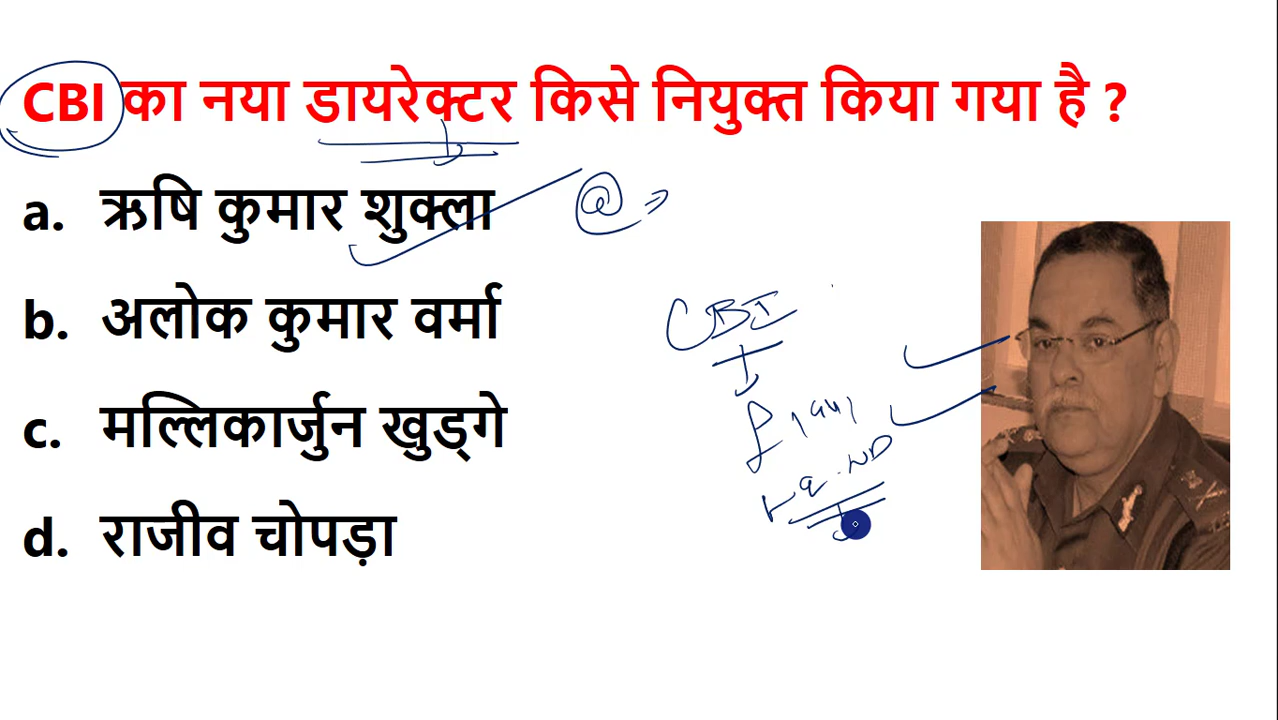 CBI का नया डायरेक्टर किसे नियुक्त किया गया है ?
a. ऋषि कुमार शुक्ला @ ⇒
b. अलोक कुमार वर्मा
c. मल्लिकार्जुन खुड्गे
d. राजीव चोपड़ा
CBI
1941